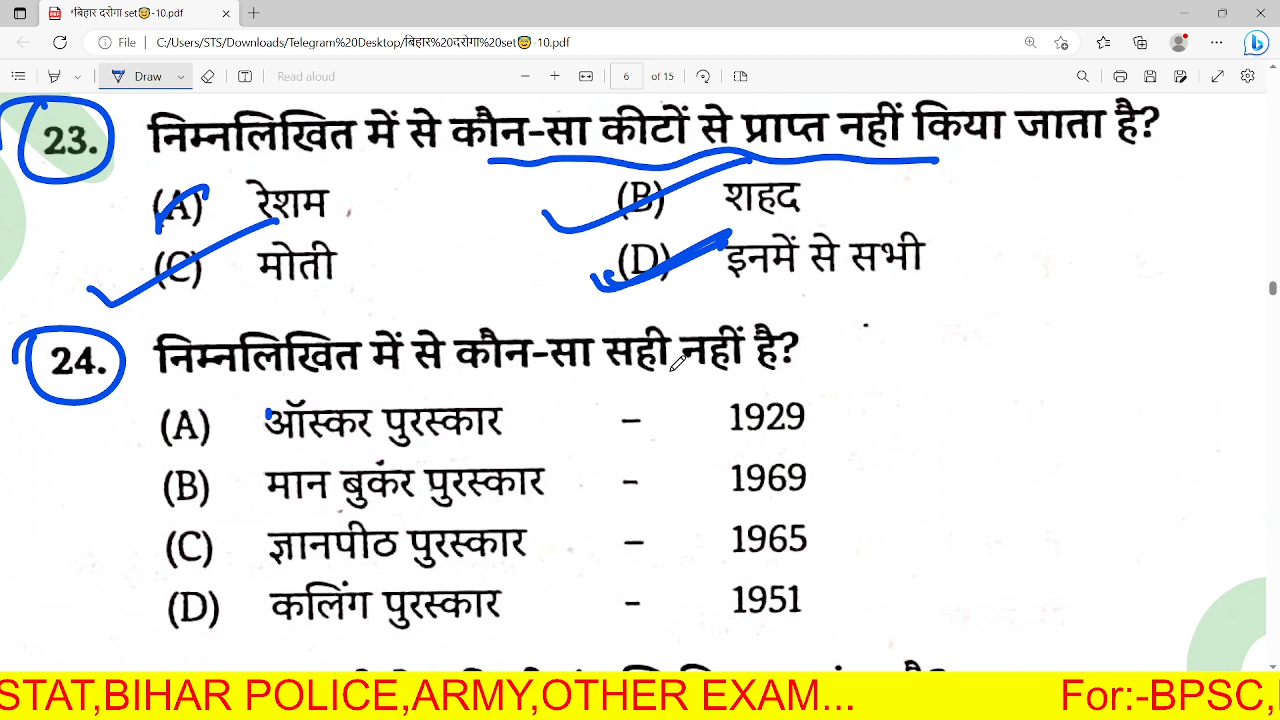 *बिहार दरोगा set😇-10.pdf
File C:/Users/STS/Downloads/Telegram%20Desktop/बिहार%20दरोगा%20set😇-10.pdf
Draw Read aloud 6 of 15
23. निम्नलिखित में से कौन-सा कीटों से प्राप्त नहीं किया जाता है?
(A) रेशम (B) शहद
(C) मोती (D) इनमें से सभी
24. निम्नलिखित में से कौन-सा सही नहीं है?
(A) ऑस्कर पुरस्कार – 1929
(B) मान बुकर पुरस्कार - 1969
(C) ज्ञानपीठ पुरस्कार – 1965
(D) कलिंग पुरस्कार - 1951
STAT,BIHAR POLICE,ARMY,OTHER EXAM... For:-BPSC,